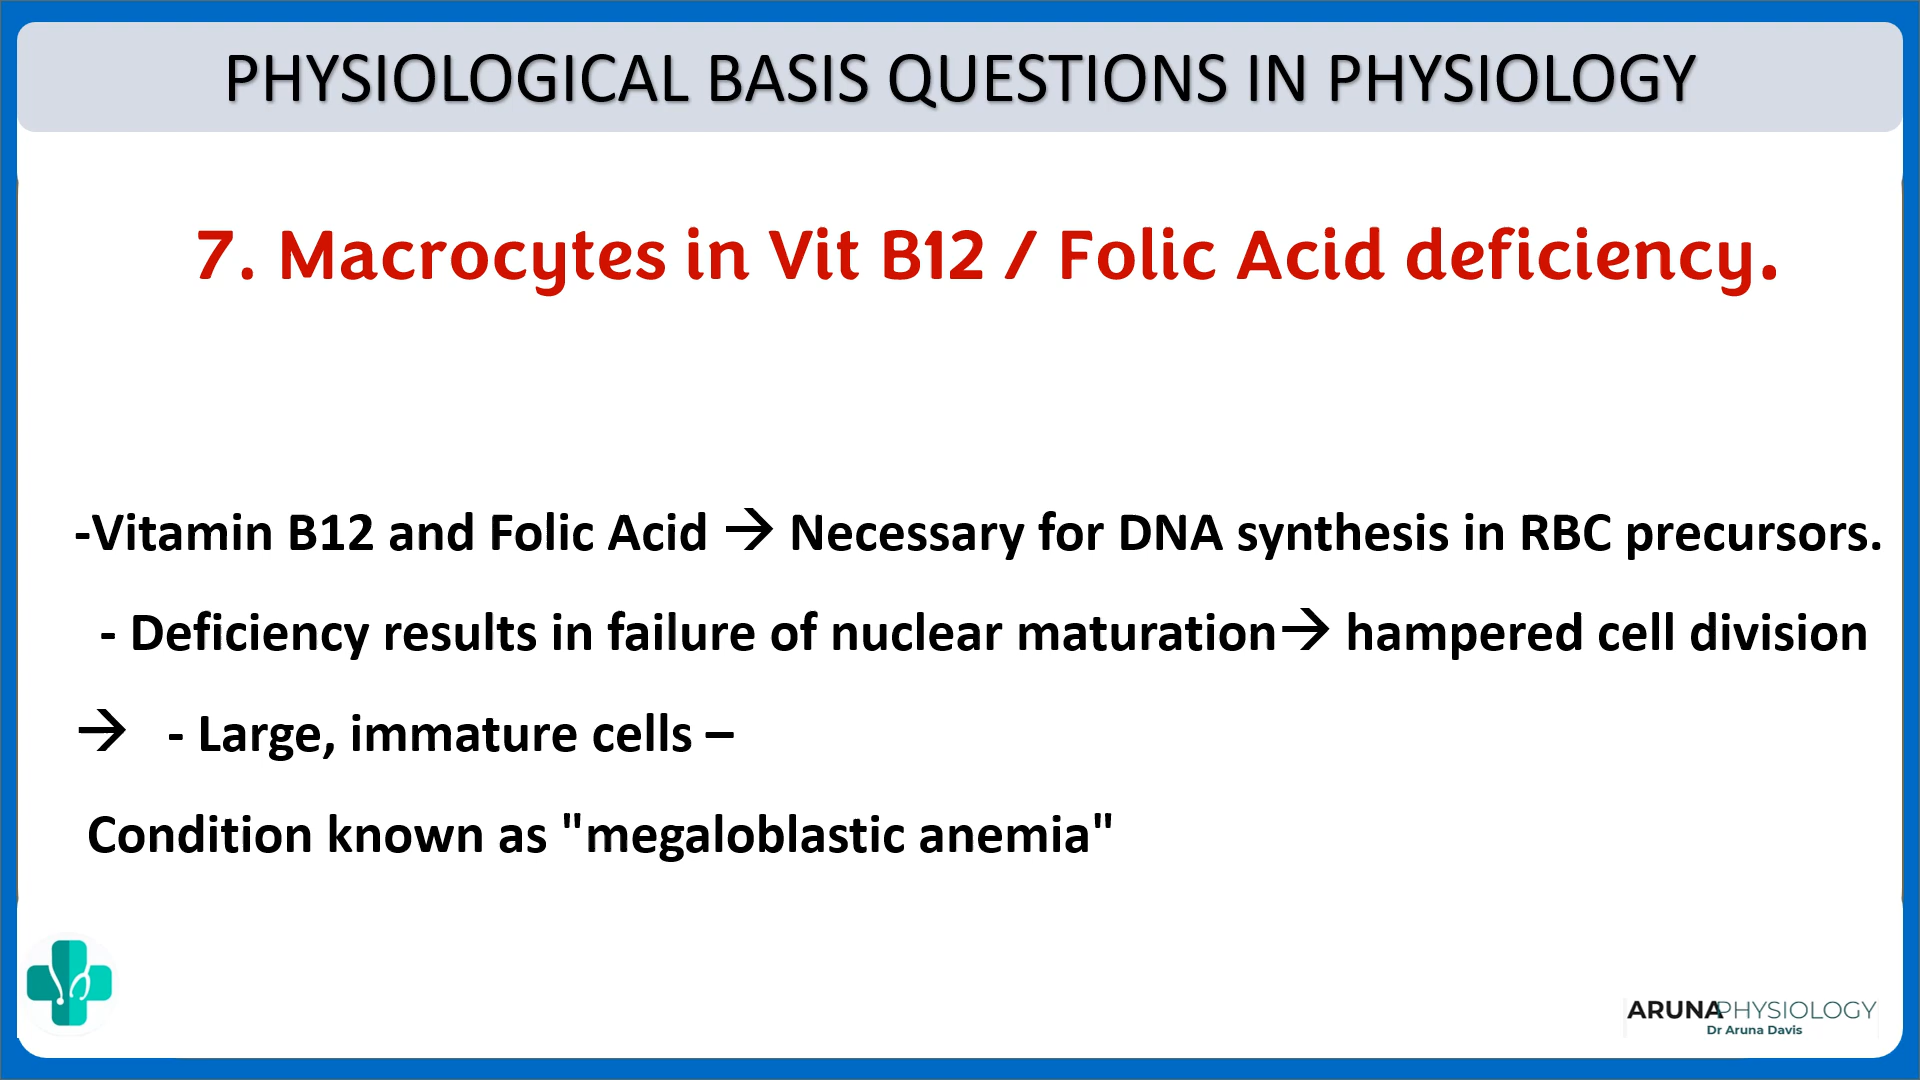 PHYSIOLOGICAL BASIS QUESTIONS IN PHYSIOLOGY
7. Macrocytes in Vit B12 / Folic Acid deficiency.
-Vitamin B12 and Folic Acid → Necessary for DNA synthesis in RBC precursors.
- Deficiency results in failure of nuclear maturation→ hampered cell division
→ - Large, immature cells –
Condition known as "megaloblastic anemia"
ARUNAPHYSIOLOGY
Dr Aruna Davis